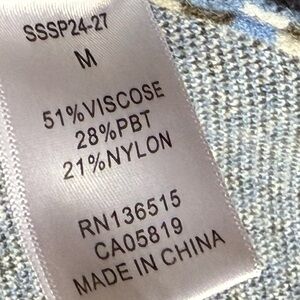 SSSP24-27
M
51%VISCOSE
28%PBT
21%NYLON
RN136515
CA05819
MADE IN CHINA